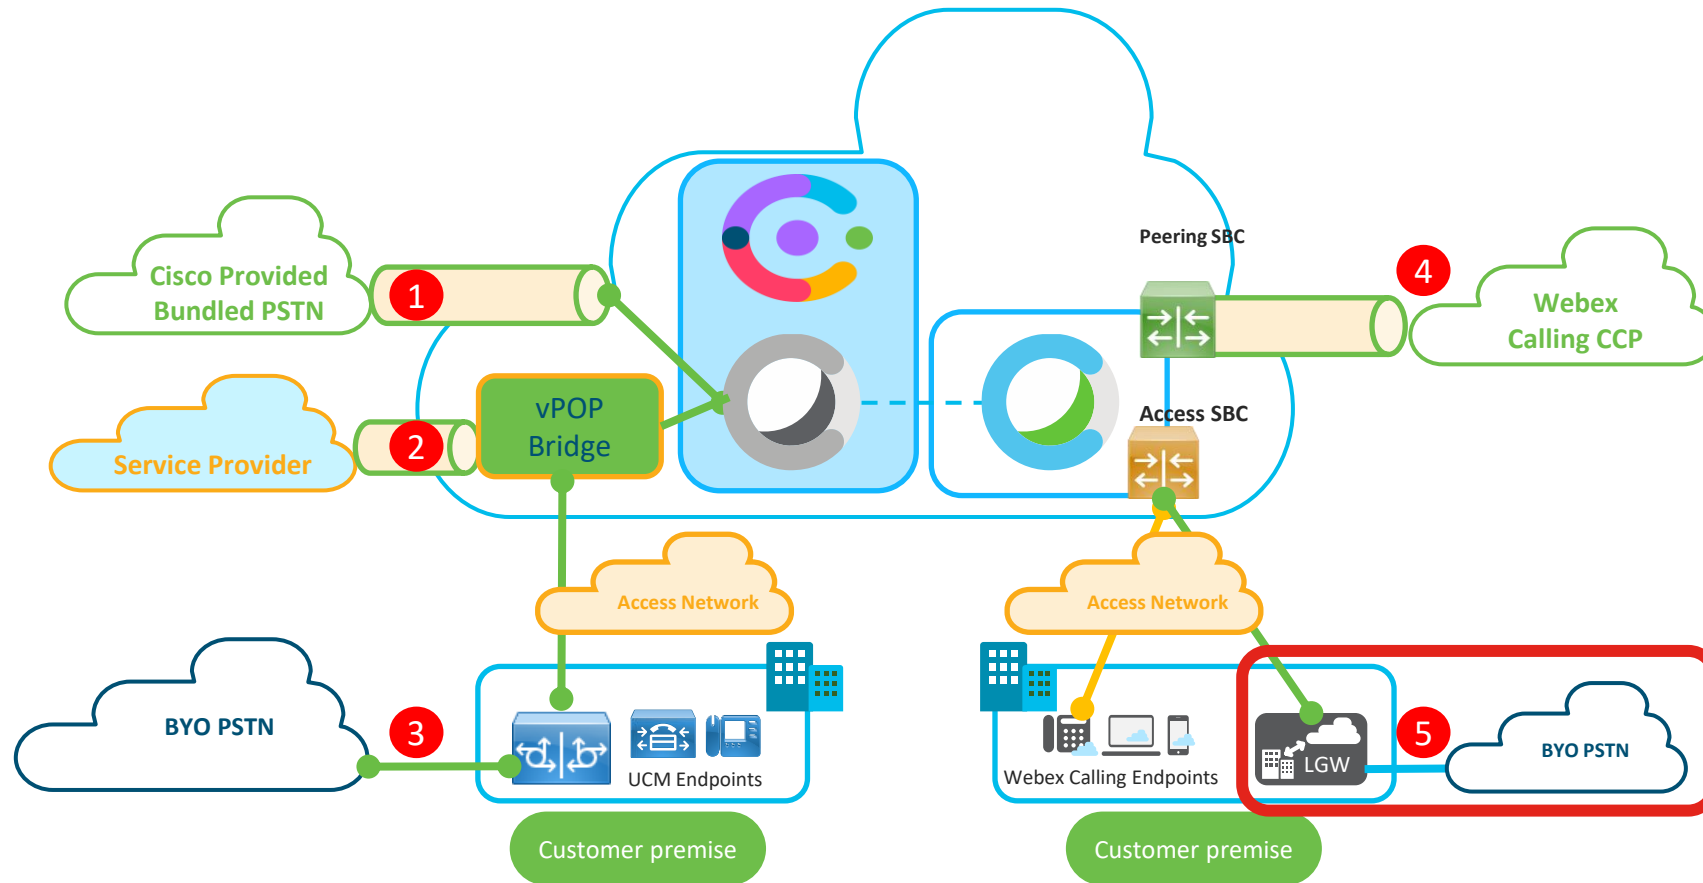 Peering SBC
Cisco Provided
Bundled PSTN
1
4
Webex
Calling CCP
vPOP
Bridge
Access SBC
Service Provider
2
Access Network
Access Network
BYO PSTN
3
UCM Endpoints
Webex Calling Endpoints
LGW
5
BYO PSTN
Customer premise
Customer premise